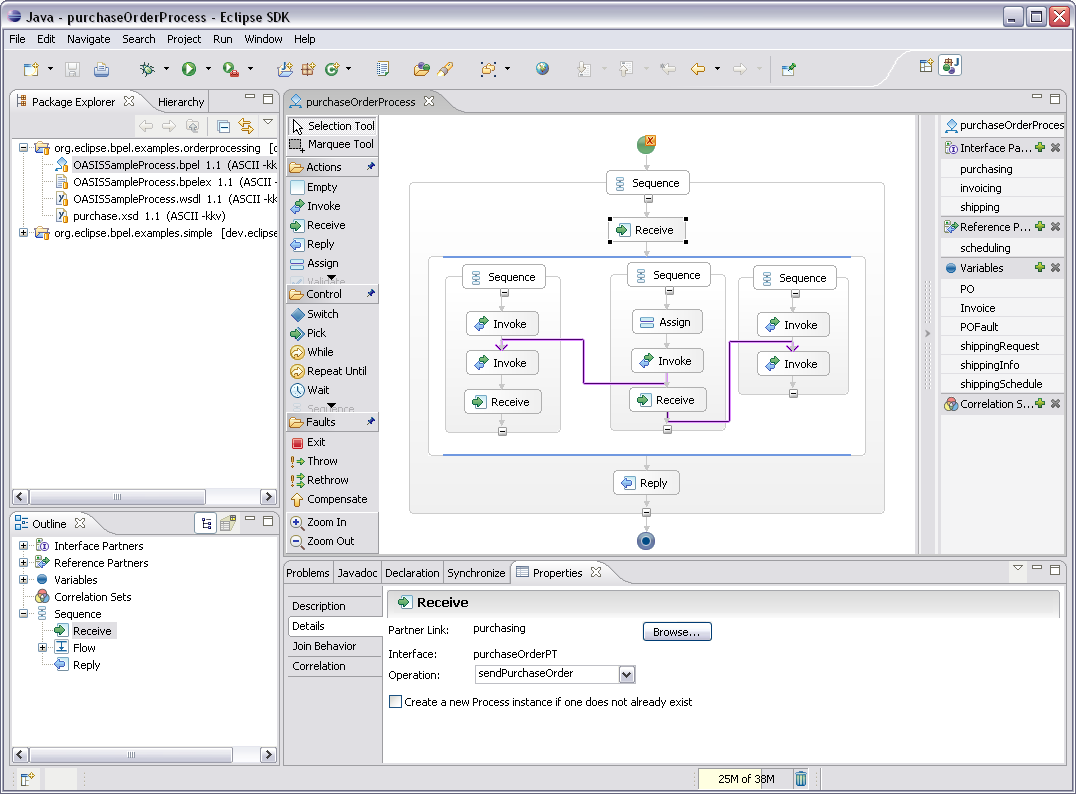 Java - purchaseOrderProcess - Eclipse SDK
File Edit Navigate Search Project Run Window Help
Package Explorer Hierarchy
org.eclipse.bpel.examples.orderprocessing [c
OASISSampleProcess.bpel 1.1 (ASCII -kk
OASISSampleProcess.bpelex 1.1 (ASCII -
OASISSampleProcess.wsdl 1.1 (ASCII -kk
purchase.xsd 1.1 (ASCII -kkv)
org.eclipse.bpel.examples.simple [dev.eclipse
Outline
Interface Partners
Reference Partners
Variables
Correlation Sets
Sequence
Receive
Flow
Reply
purchaseOrderProcess
Selection Tool
Marquee Tool
Actions
Empty
Invoke
Receive
Reply
Assign
Validate
Control
Switch
Pick
While
Repeat Until
Wait
Sequence
Faults
Exit
Throw
Rethrow
Compensate
Zoom In
Zoom Out
Sequence
Receive
Sequence Sequence Sequence
Invoke Assign Invoke
Invoke Invoke Invoke
Receive Receive
Reply
purchaseOrderProces
Interface Pa...
purchasing
invoicing
shipping
Reference P...
scheduling
Variables
PO
Invoice
POFault
shippingRequest
shippingInfo
shippingSchedule
Correlation S...
Problems Javadoc Declaration Synchronize Properties
Description
Details
Join Behavior
Correlation
Receive
Partner Link: purchasing Browse...
Interface: purchaseOrderPT
Operation: sendPurchaseOrder
Create a new Process instance if one does not already exist
25M of 38M